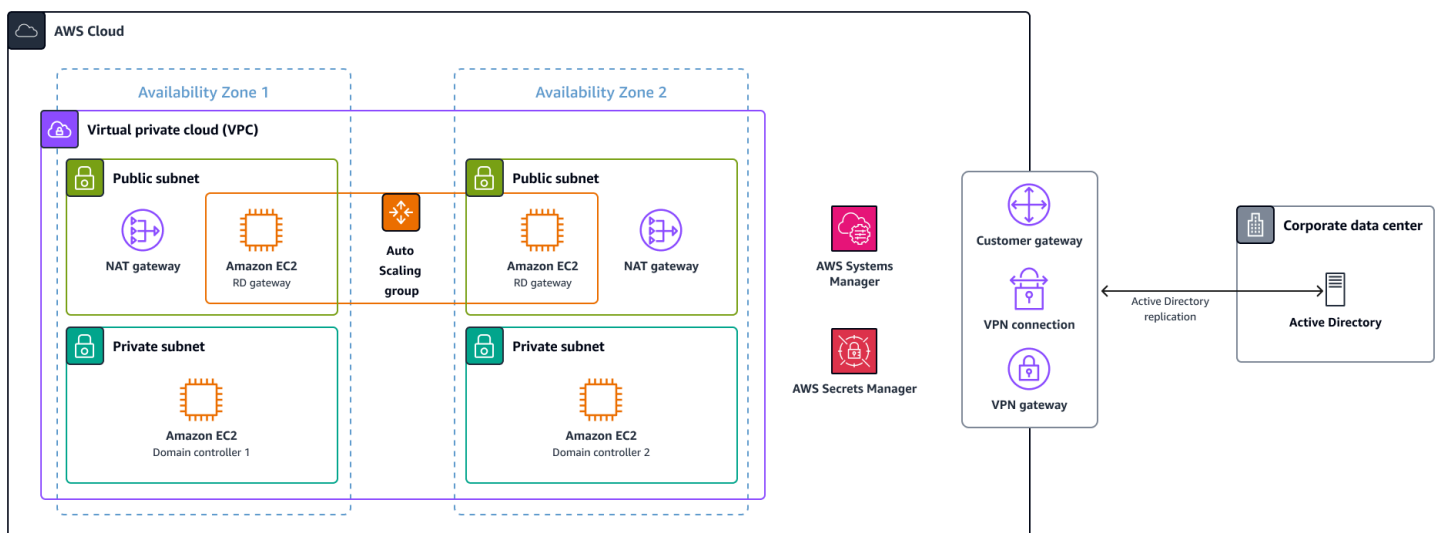 AWS Cloud
Availability Zone 1
Availability Zone 2
Virtual private cloud (VPC)
Public subnet
NAT gateway
Amazon EC2
RD gateway
Auto
Scaling
group
Public subnet
Amazon EC2
RD gateway
NAT gateway
Private subnet
Amazon EC2
Domain controller 1
Private subnet
Amazon EC2
Domain controller 2
AWS Systems
Manager
AWS Secrets Manager
Customer gateway
VPN connection
VPN gateway
Active Directory
replication
Corporate data center
Active Directory